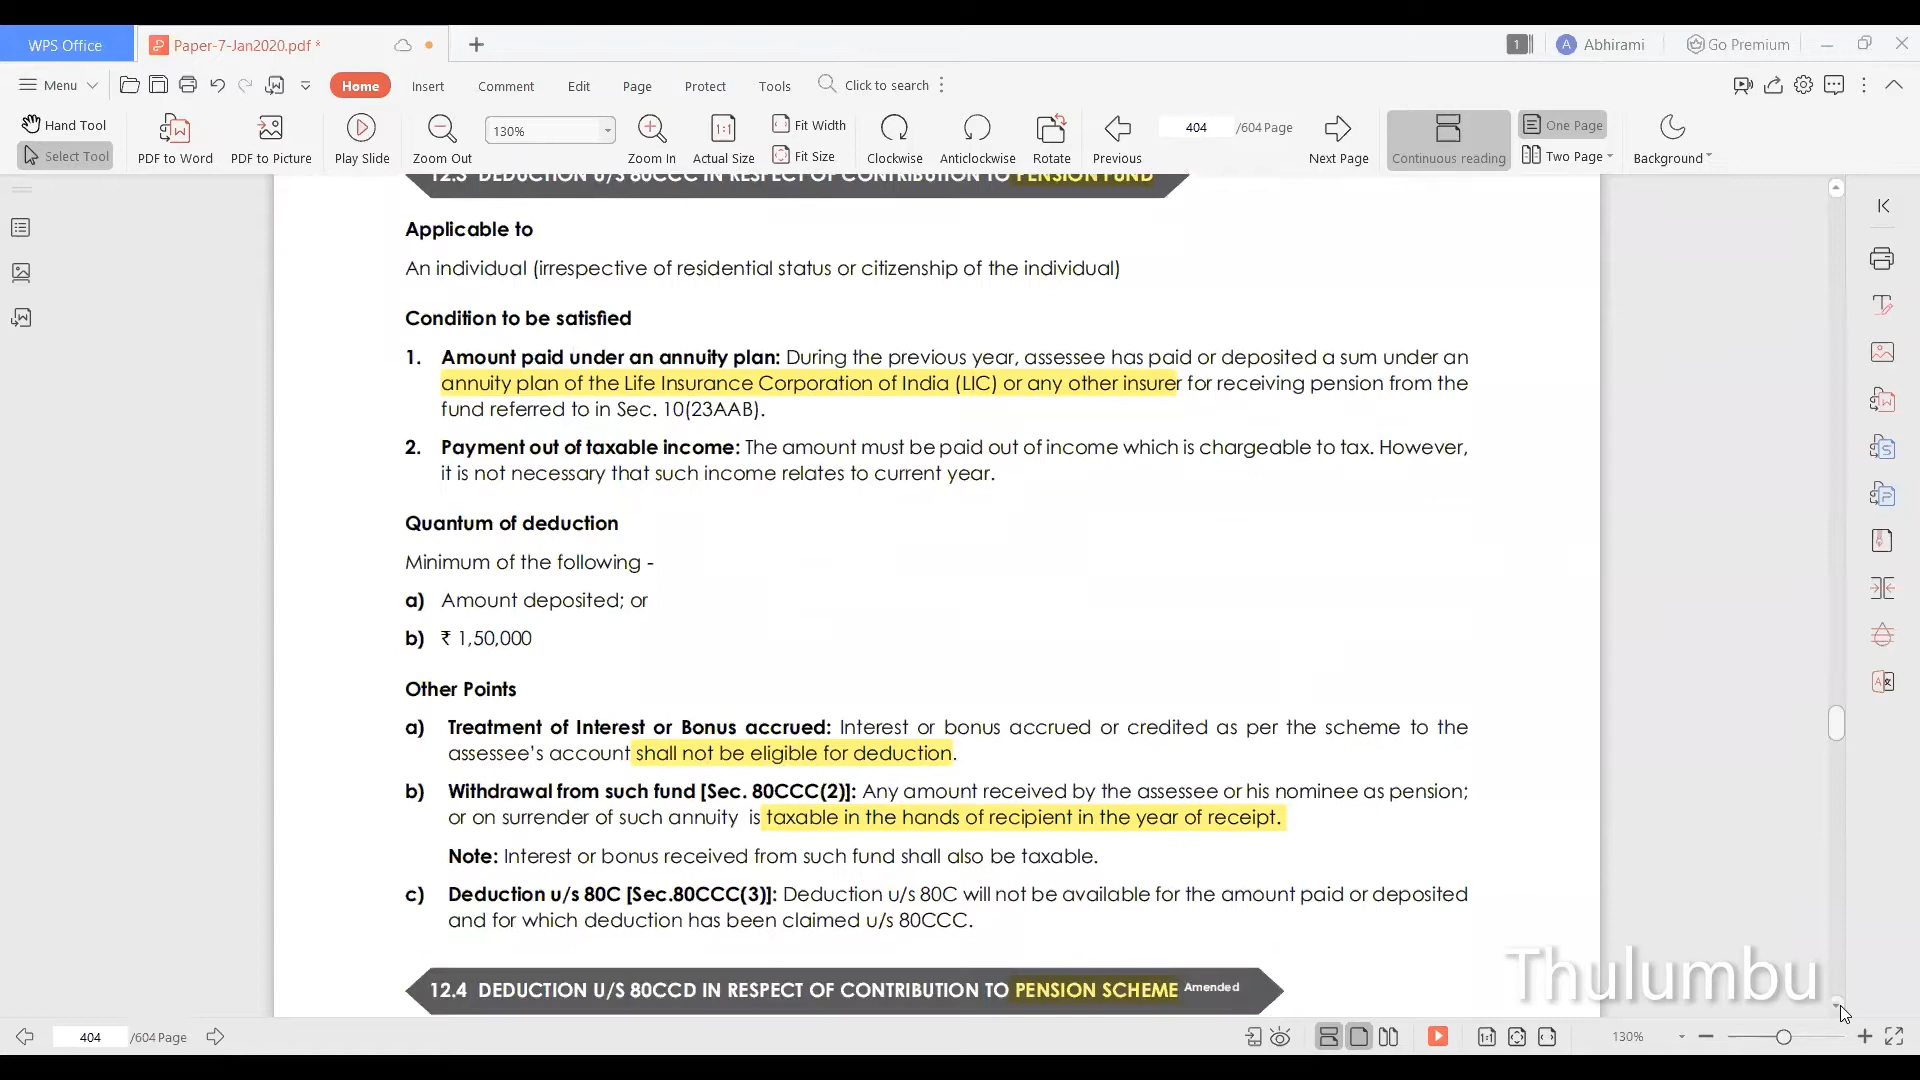 WPS Office
Paper-7-Jan2020.pdf *
1
A Abhirami
Go Premium
Menu
Home
Insert
Comment
Edit
Page
Protect
Tools
Click to search
Hand Tool
Select Tool
PDF to Word
PDF to Picture
Play Slide
Zoom Out
130%
Zoom In
Actual Size
Fit Width
Fit Size
Clockwise
Anticlockwise
Rotate
Previous
404 /604 Page
Next Page
Continuous reading
One Page
Two Page
Background
12.3 DEDUCTION U/S 80CCC IN RESPECT OF CONTRIBUTION TO PENSION FUND
Applicable to
An individual (irrespective of residential status or citizenship of the individual)
Condition to be satisfied
1. Amount paid under an annuity plan: During the previous year, assessee has paid or deposited a sum under an
annuity plan of the Life Insurance Corporation of India (LIC) or any other insurer for receiving pension from the
fund referred to in Sec. 10(23AAB).
2. Payment out of taxable income: The amount must be paid out of income which is chargeable to tax. However,
it is not necessary that such income relates to current year.
Quantum of deduction
Minimum of the following -
a) Amount deposited; or
b) ₹ 1,50,000
Other Points
a) Treatment of Interest or Bonus accrued: Interest or bonus accrued or credited as per the scheme to the
assessee's account shall not be eligible for deduction.
b) Withdrawal from such fund [Sec. 80CCC(2)]: Any amount received by the assessee or his nominee as pension;
or on surrender of such annuity is taxable in the hands of recipient in the year of receipt.
Note: Interest or bonus received from such fund shall also be taxable.
c) Deduction u/s 80C [Sec.80CCC(3)]: Deduction u/s 80C will not be available for the amount paid or deposited
and for which deduction has been claimed u/s 80CCC.
12.4 DEDUCTION U/S 80CCD IN RESPECT OF CONTRIBUTION TO PENSION SCHEME Amended
Thulumbu
404 /604 Page
130%